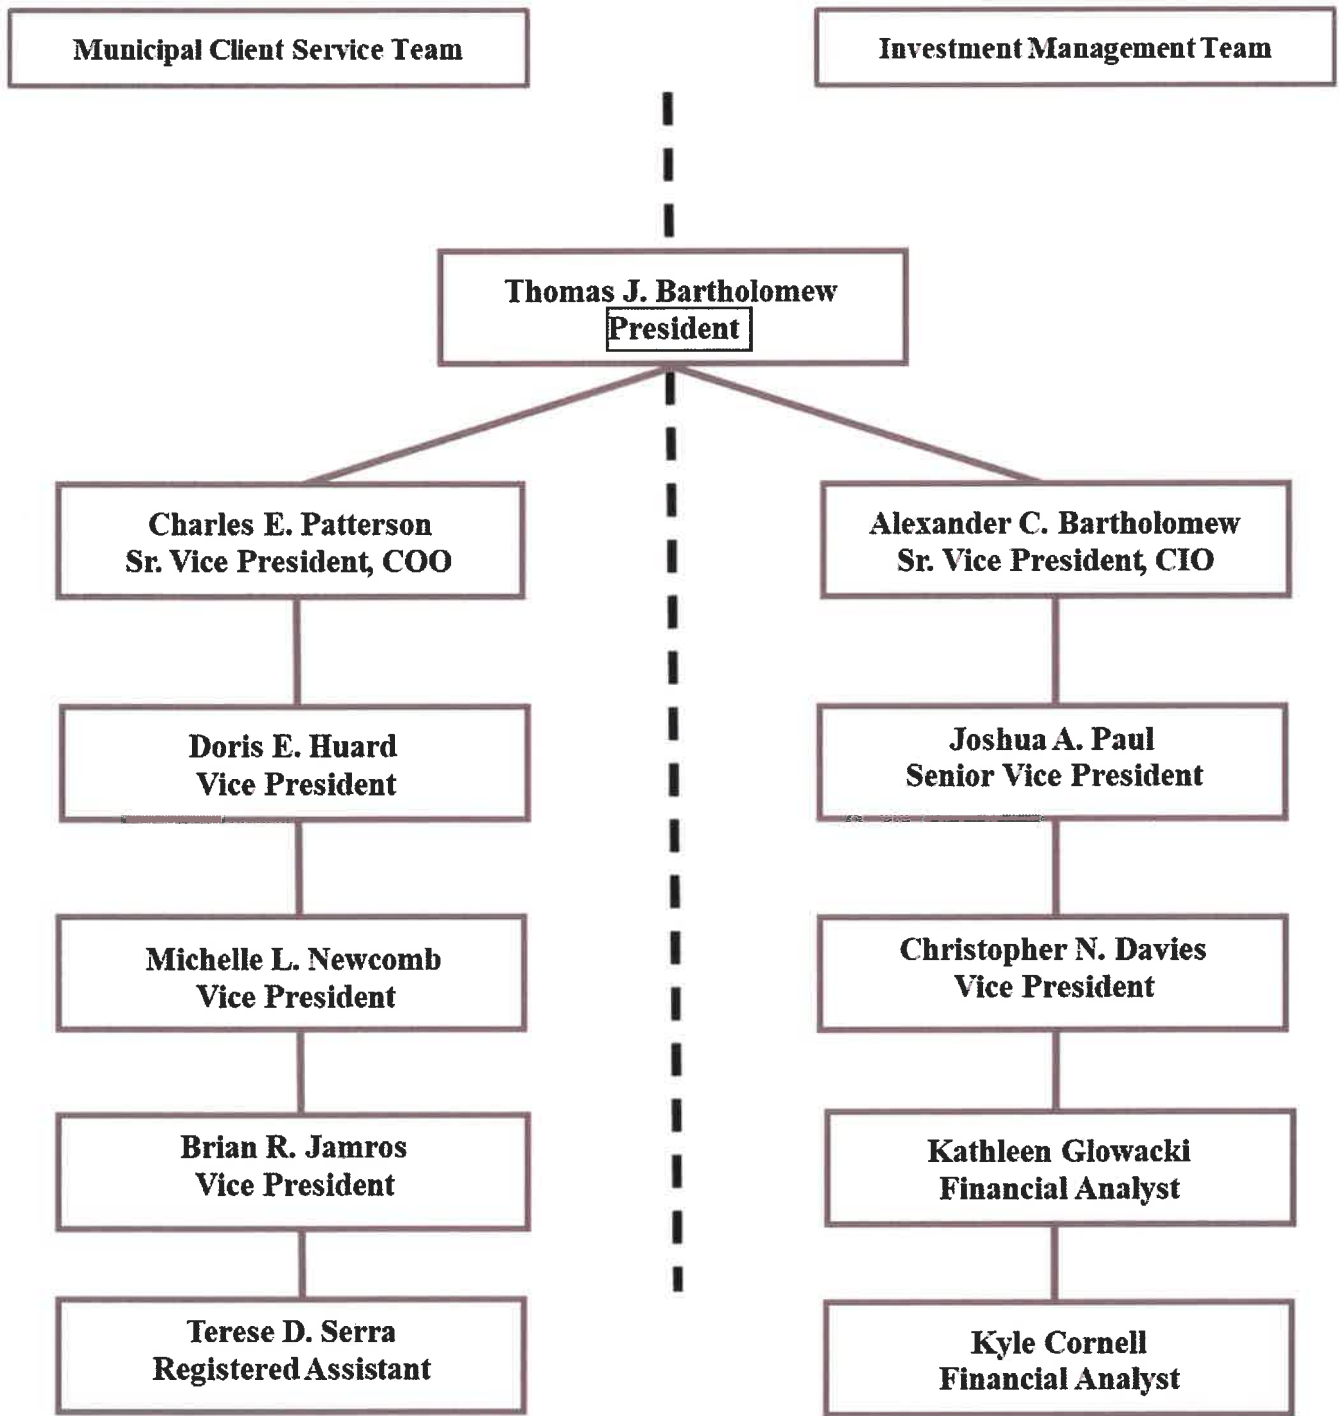 Municipal Client Service Team
Investment Management Team
Thomas J. Bartholomew
President
Charles E. Patterson
Sr. Vice President, COO
Alexander C. Bartholomew
Sr. Vice President, CIO
Doris E. Huard
Vice President
Joshua A. Paul
Senior Vice President
Michelle L. Newcomb
Vice President
Christopher N. Davies
Vice President
Brian R. Jamros
Vice President
Kathleen Glowacki
Financial Analyst
Terese D. Serra
Registered Assistant
Kyle Cornell
Financial Analyst